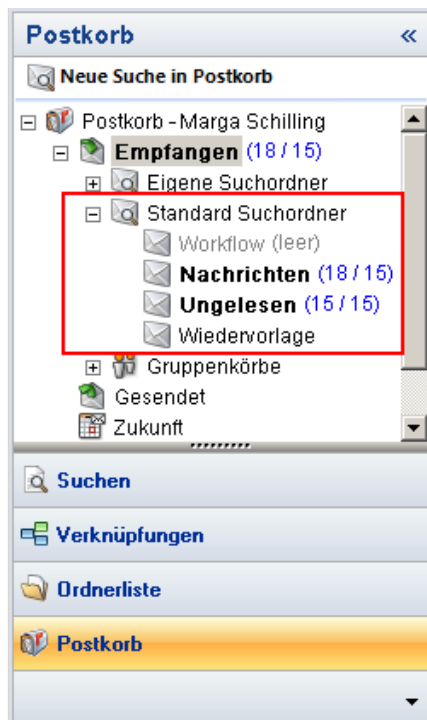 Postkorb «
Neue Suche in Postkorb
Postkorb - Marga Schilling
Empfangen (18 / 15)
Eigene Suchordner
Standard Suchordner
Workflow (leer)
Nachrichten (18 / 15)
Ungelesen (15 / 15)
Wiedervorlage
Gruppenkörbe
Gesendet
Zukunft
Suchen
Verknüpfungen
Ordnerliste
Postkorb